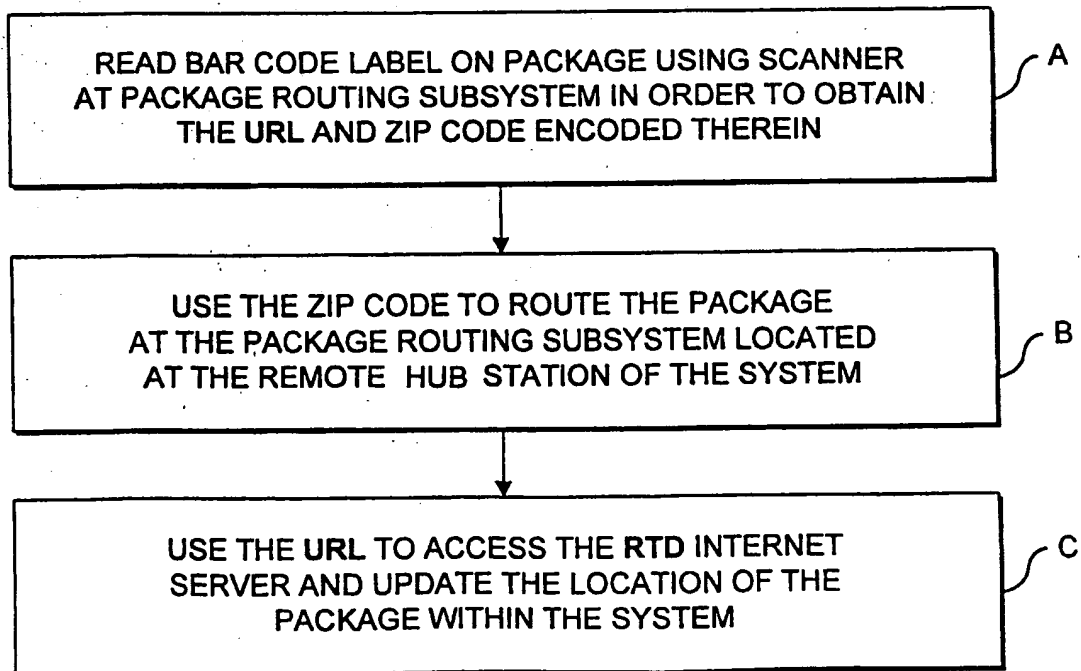 READ BAR CODE LABEL ON PACKAGE USING SCANNER
AT PACKAGE ROUTING SUBSYSTEM IN ORDER TO OBTAIN
THE URL AND ZIP CODE ENCODED THEREIN
A
USE THE ZIP CODE TO ROUTE THE PACKAGE
AT THE PACKAGE ROUTING SUBSYSTEM LOCATED
AT THE REMOTE HUB STATION OF THE SYSTEM
B
USE THE URL TO ACCESS THE RTD INTERNET
SERVER AND UPDATE THE LOCATION OF THE
PACKAGE WITHIN THE SYSTEM
C